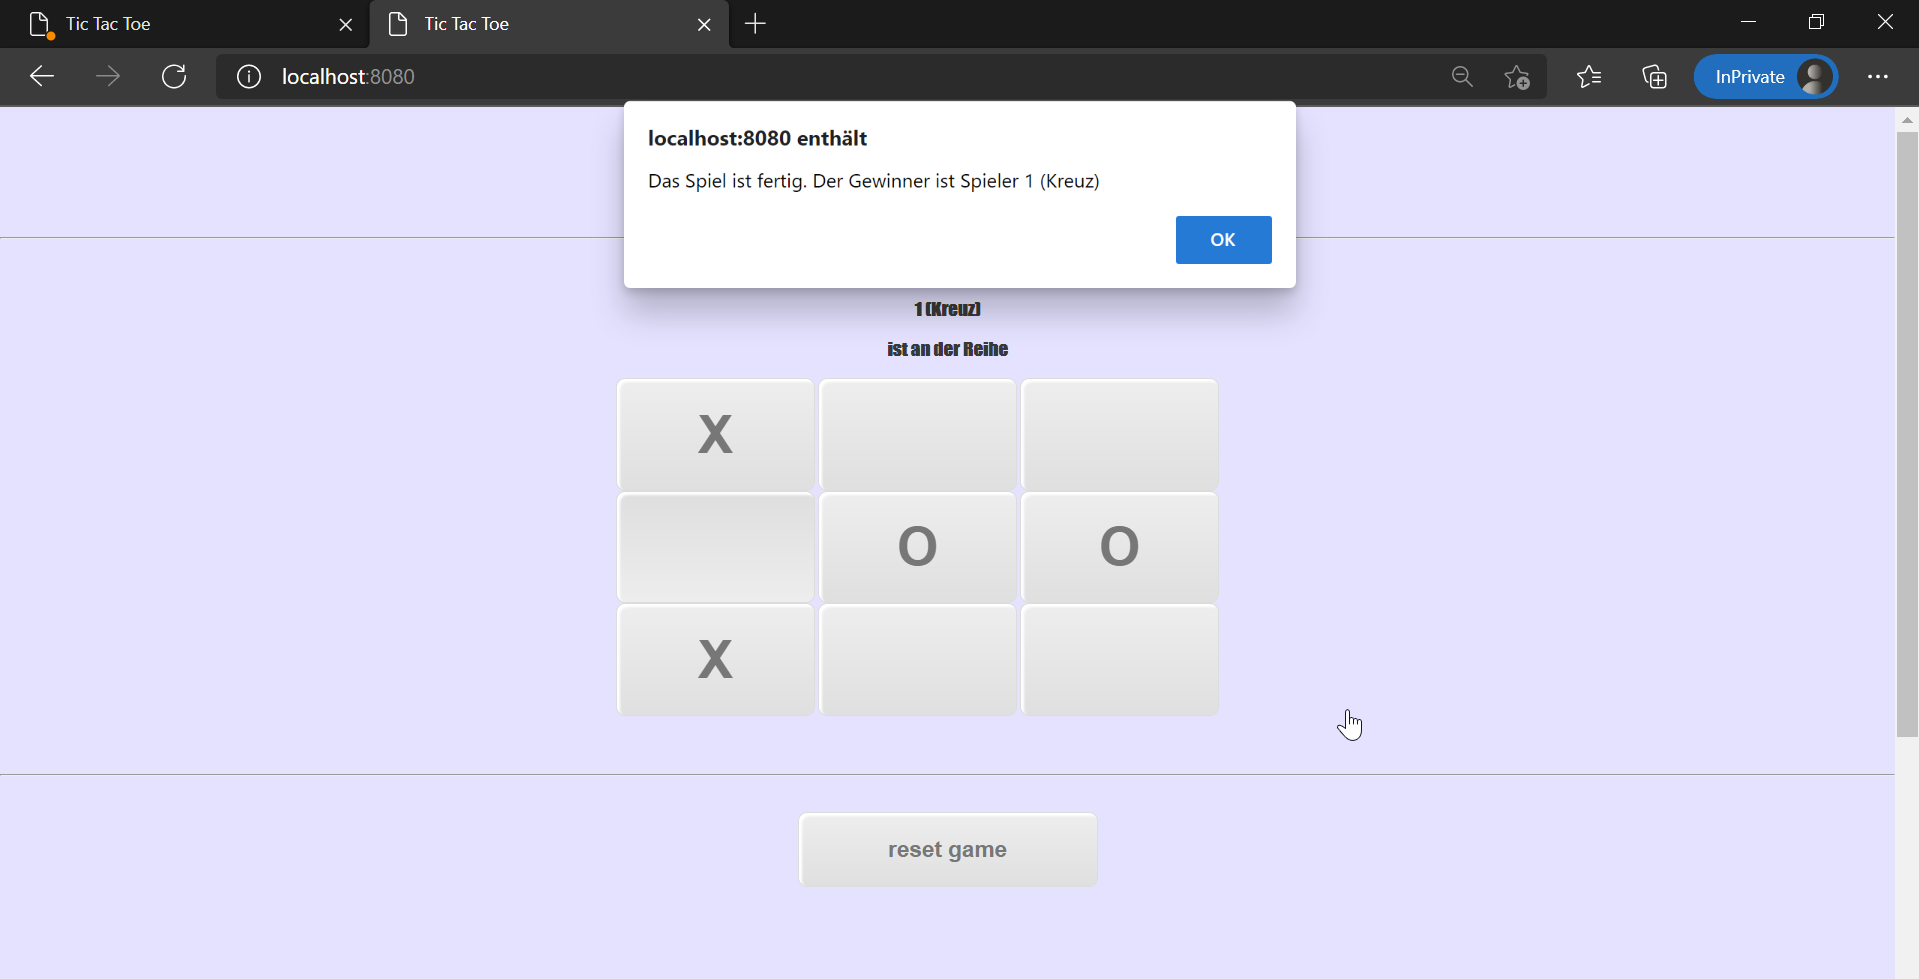 Tic Tac Toe
Tic Tac Toe
localhost:8080
InPrivate
localhost:8080 enthält
Das Spiel ist fertig. Der Gewinner ist Spieler 1 (Kreuz)
OK
1 (Kreuz)
ist an der Reihe
X
O O
X
reset game